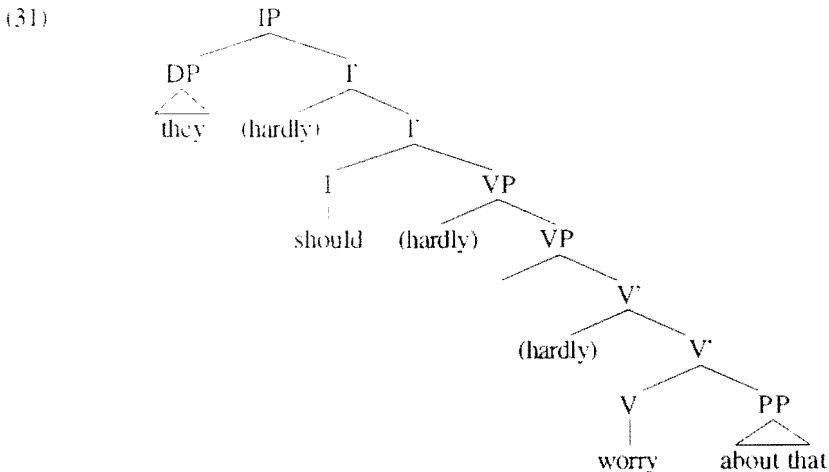 (31) IP
DP I'
they (hardly) I'
I VP
should (hardly) VP
V'
(hardly) V'
V PP
worry about that